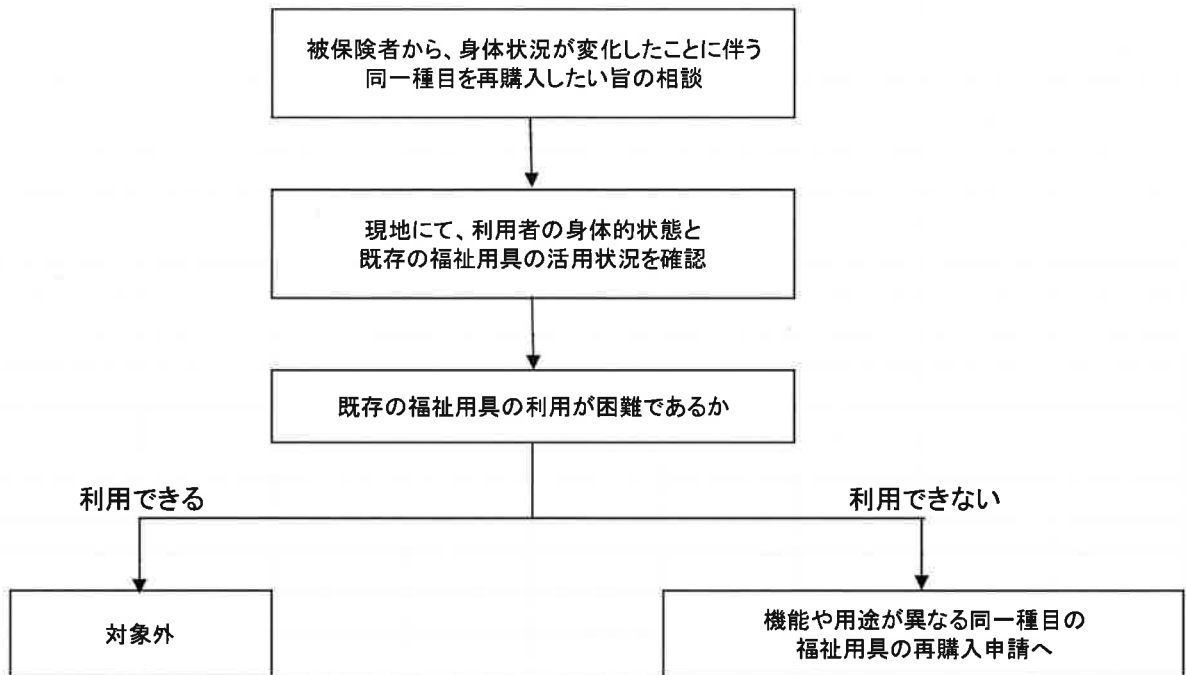 被保険者から、身体状況が変化したことに伴う
同一種目を再購入したい旨の相談
現地にて、利用者の身体的状態と
既存の福祉用具の活用状況を確認
既存の福祉用具の利用が困難であるか
利用できる
利用できない
対象外
機能や用途が異なる同一種目の
福祉用具の再購入申請へ